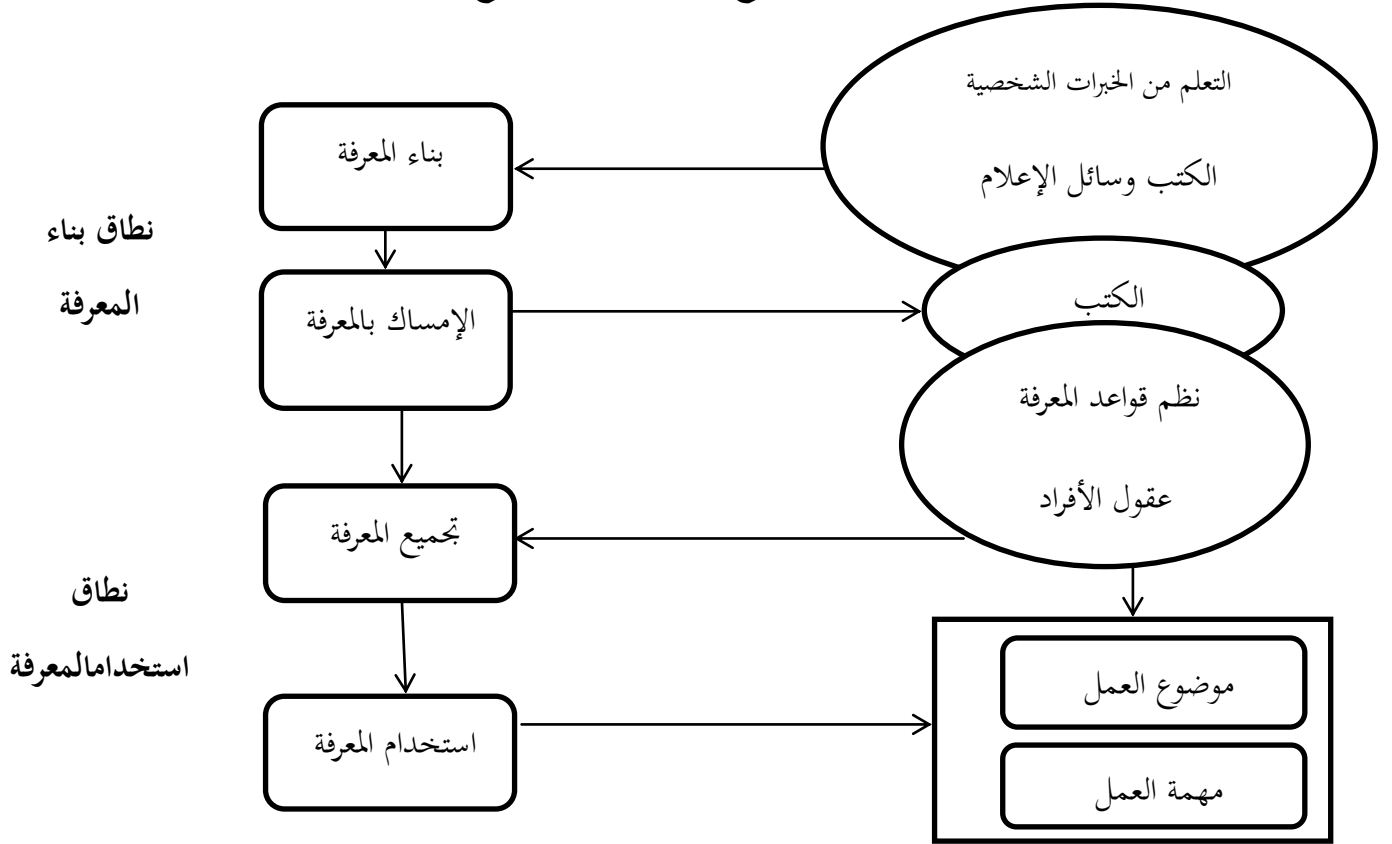 التعلم من الخبرات الشخصية
الكتب وسائل الإعلام
بناء المعرفة
نطاق بناء
المعرفة
الكتب
الإمساك بالمعرفة
نظم قواعد المعرفة
عقول الأفراد
تجميع المعرفة
نطاق
استخدامالمعرفة
موضوع العمل
استخدام المعرفة
مهمة العمل